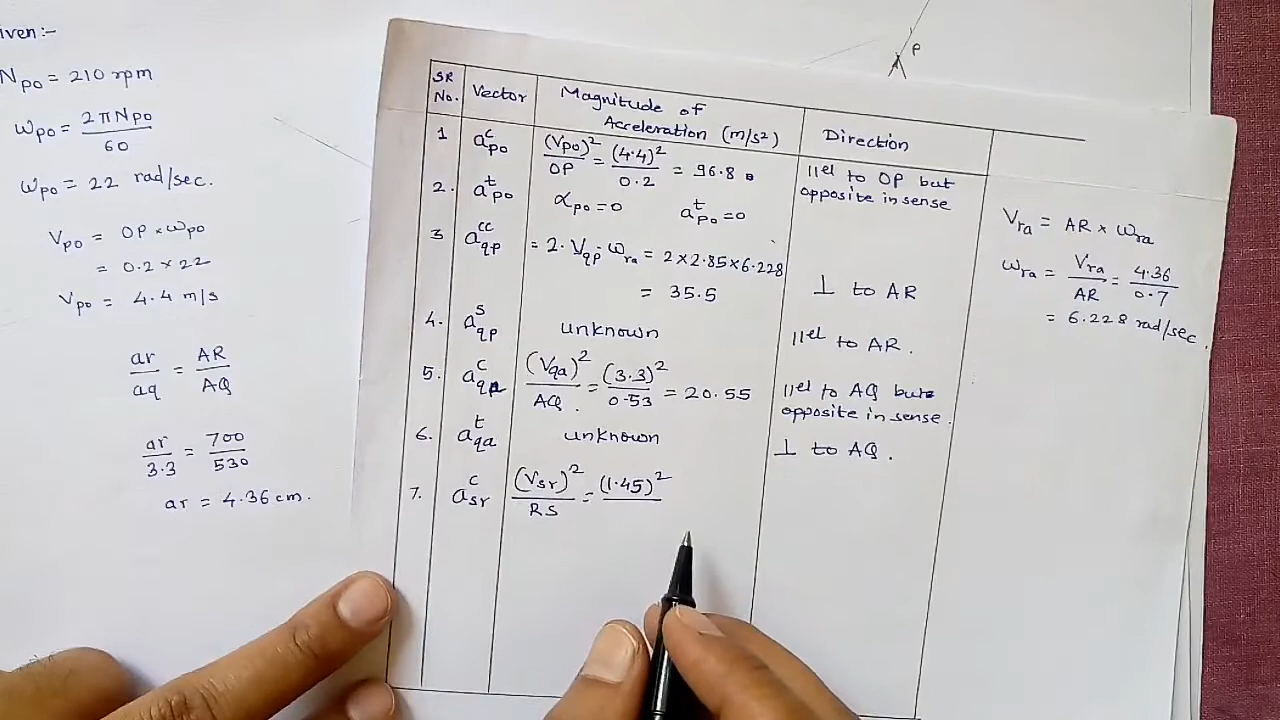 iven:-
Npo = 210 rpm
ωpo = 2πNpo / 60
ωpo = 22 rad/sec.
Vpo = OP × ωpo
= 0.2 × 22
Vpo = 4.4 m/s
ar / aq = AR / AQ
ar / 3.3 = 700 / 530
ar = 4.36 cm.
P
SR No. Vector Magnitude of Acceleration (m/s²) Direction
1 a^c_po (Vpo)² / OP = (4.4)² / 0.2 = 96.8 ||el to OP but opposite in sense
2. a^t_po αpo = 0 a^t_po = 0
3 a^cc_qp = 2·Vqp·ωra = 2×2.85×6.228
= 35.5 ⊥ to AR
4. a^s_qp unknown ||el to AR.
5. a^c_qa (Vqa)² / AQ. = (3.3)² / 0.53 = 20.55 ||el to AQ but opposite in sense.
6. a^t_qa unknown ⊥ to AQ.
7. a^c_sr (Vsr)² / RS = (1.45)²
Vra = AR × ωra
ωra = Vra / AR = 4.36 / 0.7
= 6.228 rad/sec.